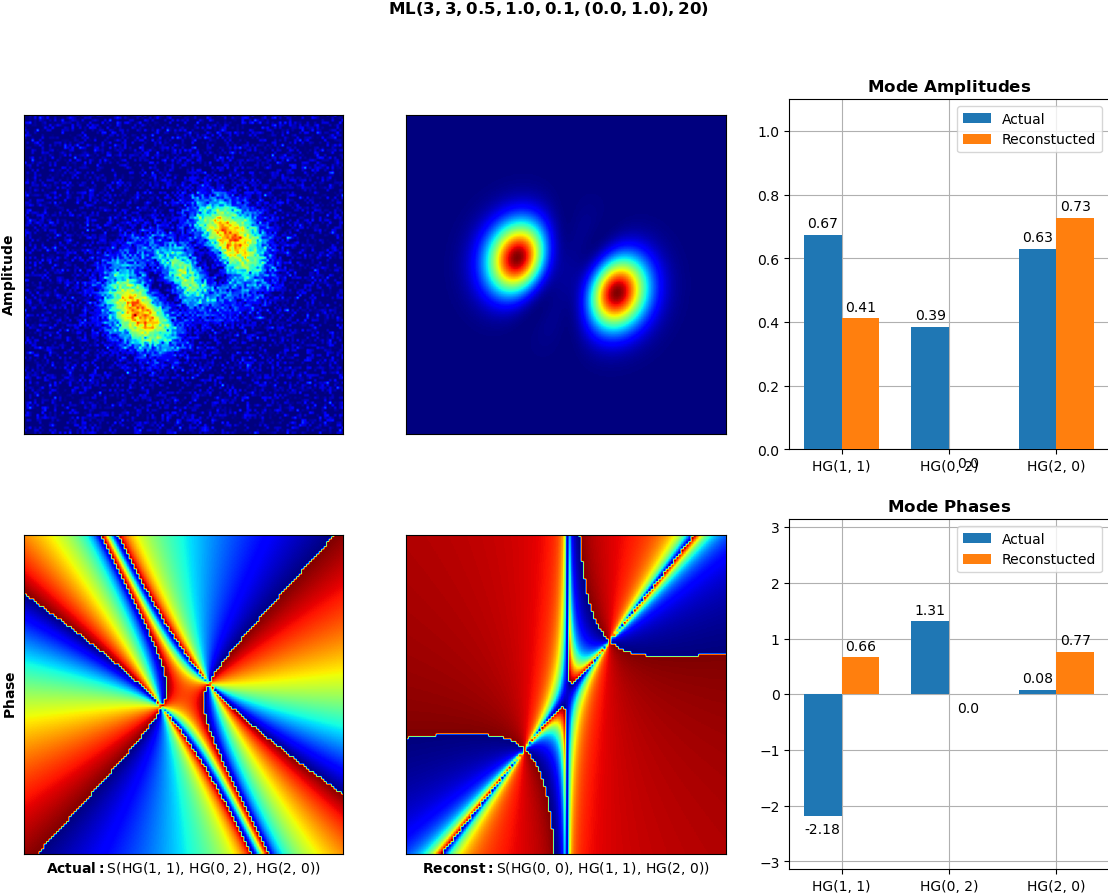 ML(3, 3, 0.5, 1.0, 0.1, (0.0, 1.0), 20)
Amplitude
Mode Amplitudes
Actual
Reconstucted
1.0
0.8
0.6
0.4
0.2
0.0
0.67
0.41
0.39
0.0
0.63
0.73
HG(1, 1)
HG(0, 2)
HG(2, 0)
Phase
Actual: S(HG(1, 1), HG(0, 2), HG(2, 0))
Reconst: S(HG(0, 0), HG(1, 1), HG(2, 0))
Mode Phases
Actual
Reconstucted
3
2
1
0
−1
−2
−3
-2.18
0.66
1.31
0.0
0.08
0.77
HG(1, 1)
HG(0, 2)
HG(2, 0)